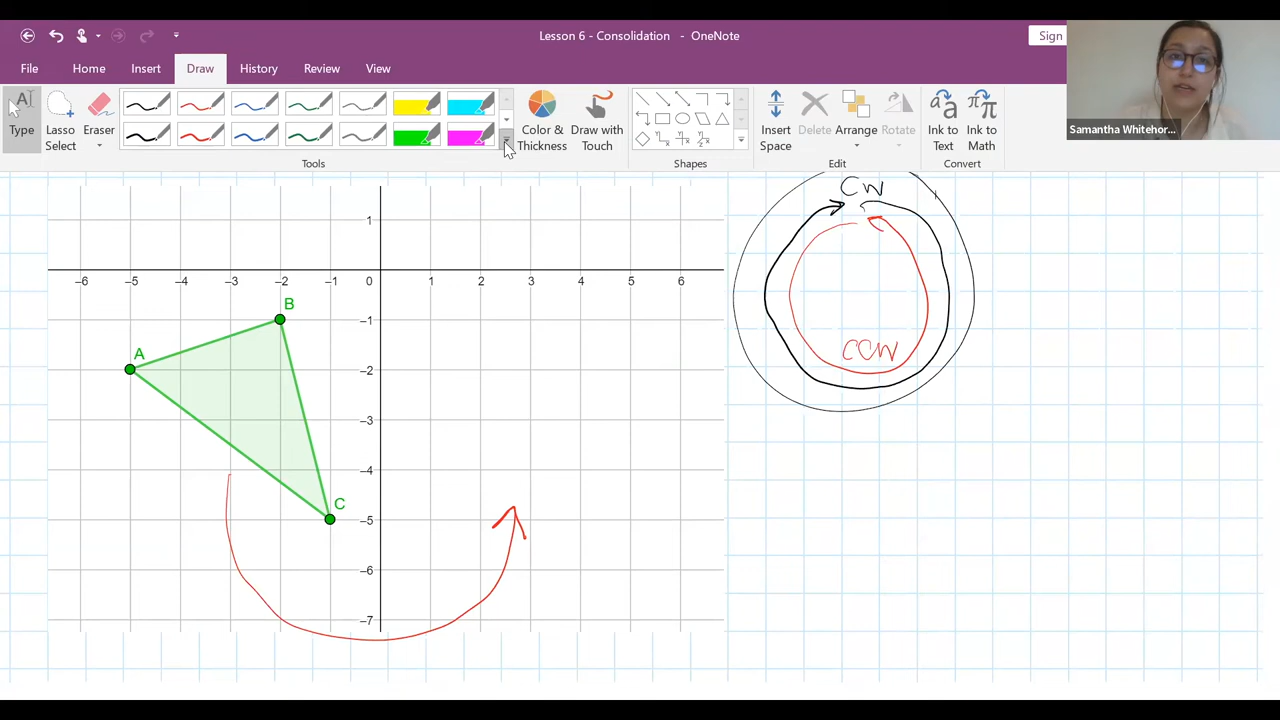 Lesson 6 - Consolidation - OneNote
Sign
File Home Insert Draw History Review View
Type
Lasso Select
Eraser
Color & Thickness
Draw with Touch
Insert Space
Delete
Arrange
Rotate
Ink to Text
Ink to Math
Tools
Shapes
Edit
Convert
Samantha Whitehor...
CW
CCW
1
–6 –5 –4 –3 –2 –1 0 1 2 3 4 5 6
B
–1
A
–2
–3
–4
C
–5
–6
–7